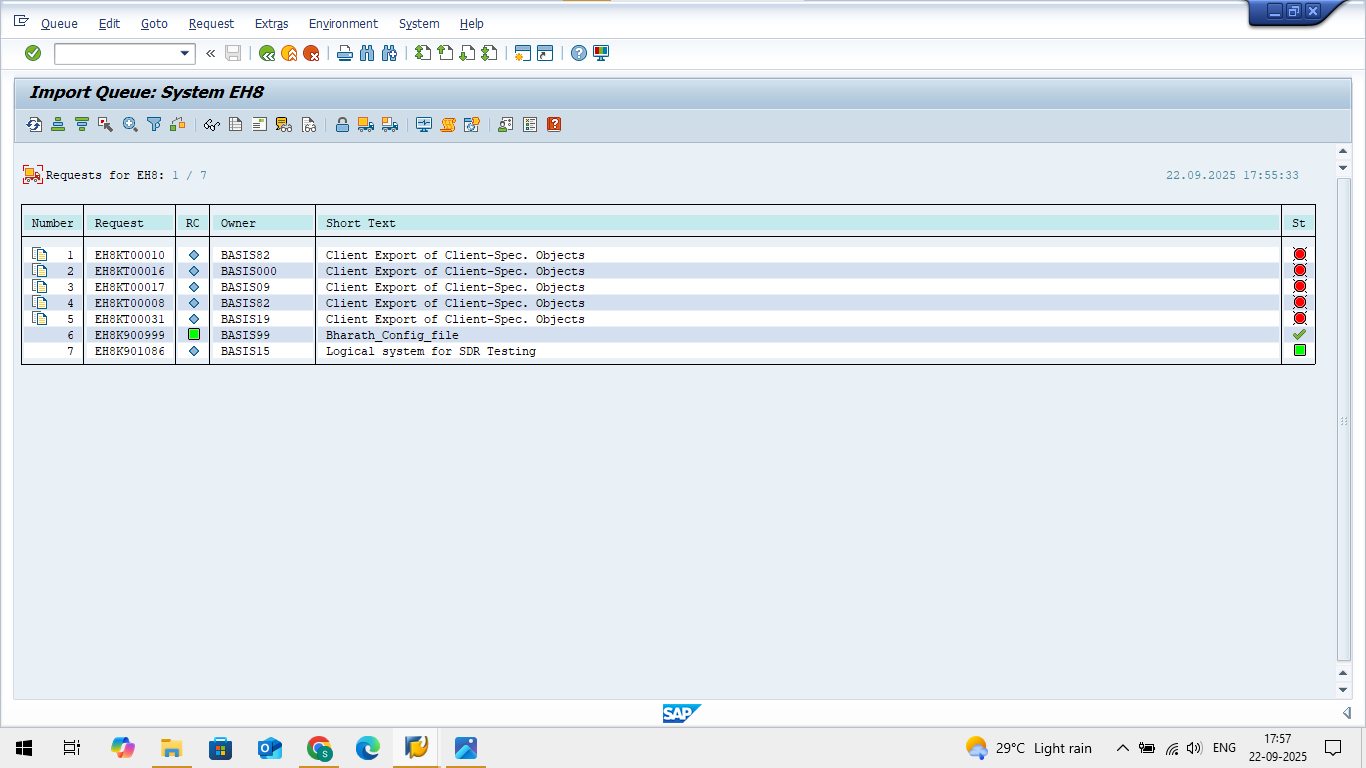 Queue Edit Goto Request Extras Environment System Help
Import Queue: System EH8
Requests for EH8: 1 / 7 22.09.2025 17:55:33
Number Request RC Owner Short Text St
1 EH8KT00010 BASIS82 Client Export of Client-Spec. Objects
2 EH8KT00016 BASIS000 Client Export of Client-Spec. Objects
3 EH8KT00017 BASIS09 Client Export of Client-Spec. Objects
4 EH8KT00008 BASIS82 Client Export of Client-Spec. Objects
5 EH8KT00031 BASIS19 Client Export of Client-Spec. Objects
6 EH8K900999 BASIS99 Bharath_Config_file
7 EH8K901086 BASIS15 Logical system for SDR Testing
SAP
29°C Light rain ENG 17:57
22-09-2025